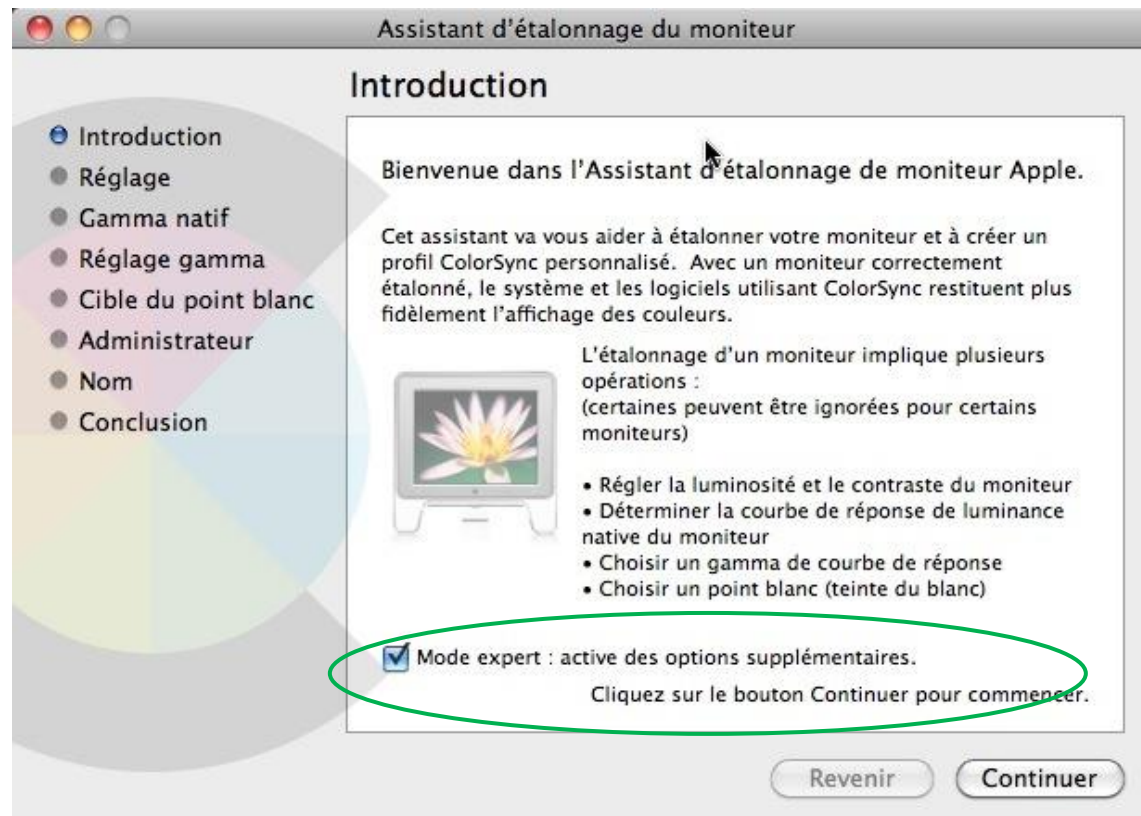 Assistant d'étalonnage du moniteur
Introduction
Introduction
Réglage
Gamma natif
Réglage gamma
Cible du point blanc
Administrateur
Nom
Conclusion
Bienvenue dans l'Assistant d'étalonnage de moniteur Apple.
Cet assistant va vous aider à étalonner votre moniteur et à créer un
profil ColorSync personnalisé. Avec un moniteur correctement
étalonné, le système et les logiciels utilisant ColorSync restituent plus
fidèlement l'affichage des couleurs.
L'étalonnage d'un moniteur implique plusieurs
opérations :
(certaines peuvent être ignorées pour certains
moniteurs)
• Régler la luminosité et le contraste du moniteur
• Déterminer la courbe de réponse de luminance
native du moniteur
• Choisir un gamma de courbe de réponse
• Choisir un point blanc (teinte du blanc)
Mode expert : active des options supplémentaires.
Cliquez sur le bouton Continuer pour commencer.
Revenir
Continuer